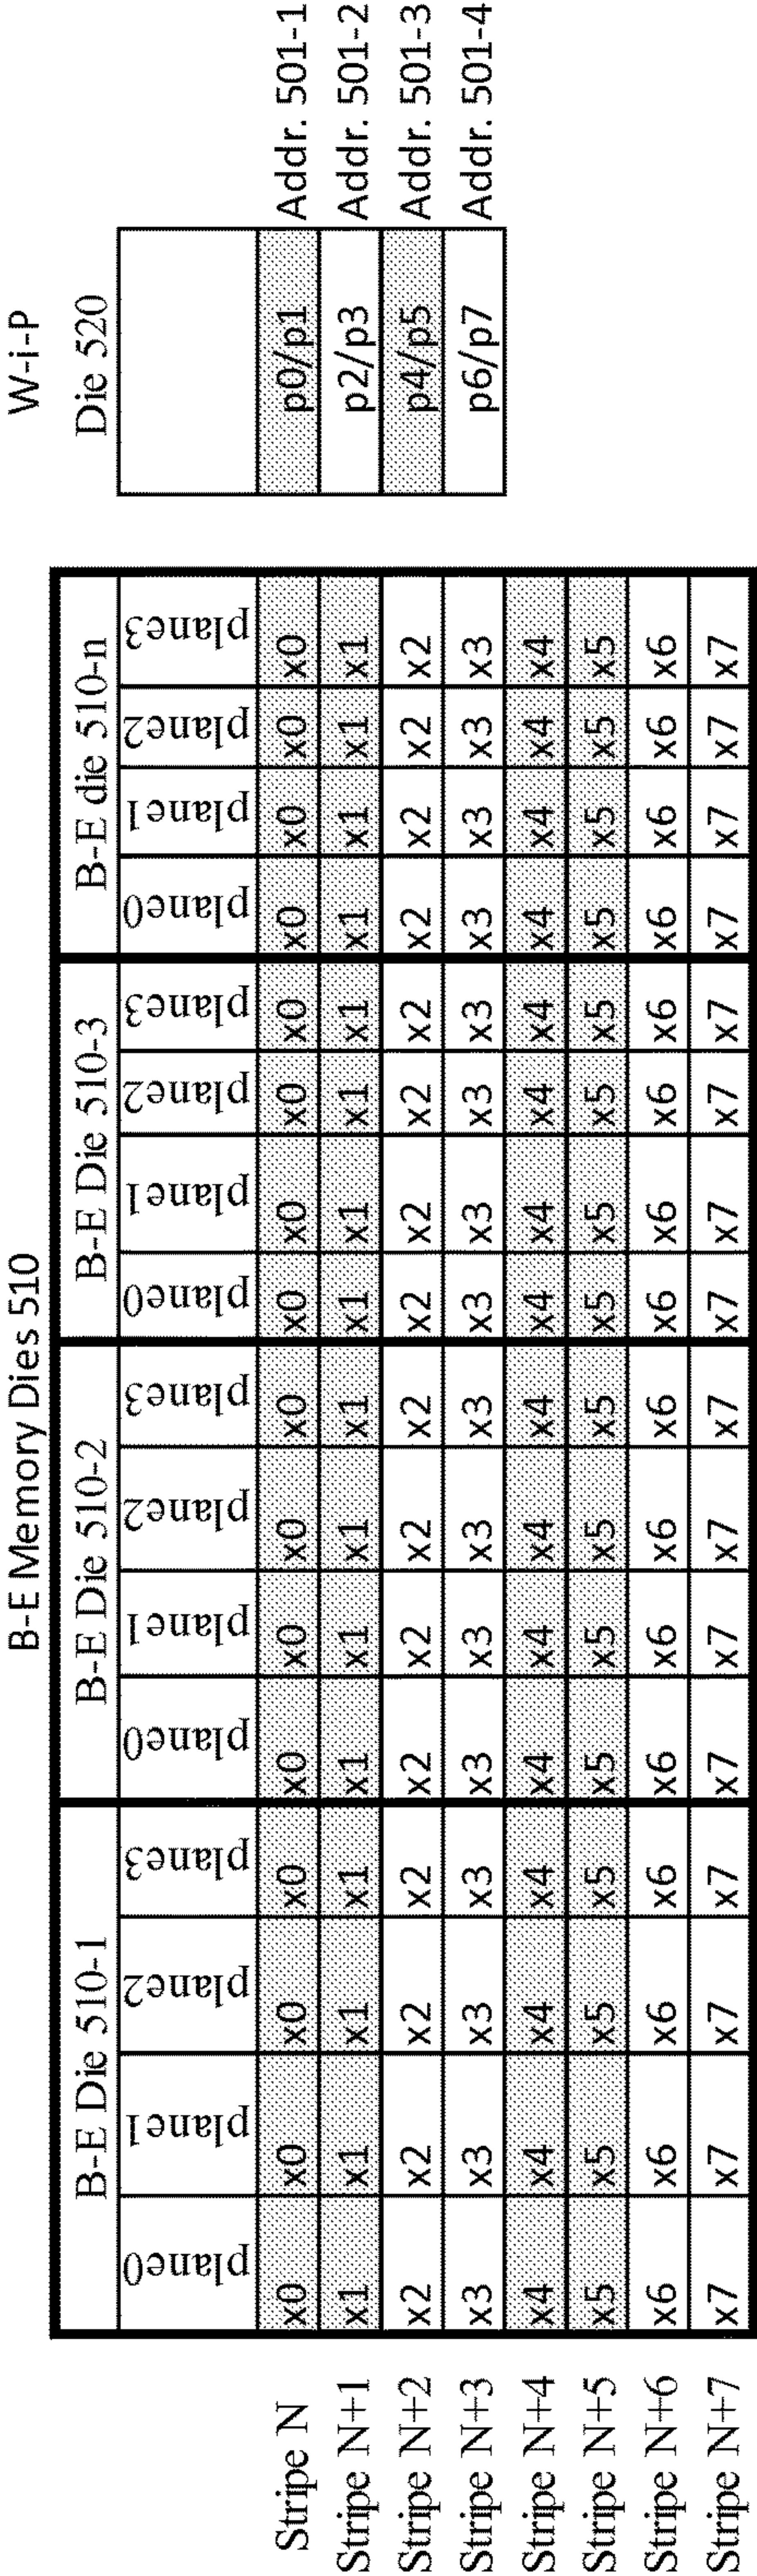 B-E Memory Dies 510
W-i-P
B-E Die 510-1 B-E Die 510-2 B-E Die 510-3 B-E die 510-n Die 520
plane0 plane1 plane2 plane3 plane0 plane1 plane2 plane3 plane0 plane1 plane2 plane3 plane0 plane1 plane2 plane3
Stripe N x0 x0 x0 x0 x0 x0 x0 x0 x0 x0 x0 x0 x0 x0 x0 x0 p0/p1 Addr. 501-1
Stripe N+1 x1 x1 x1 x1 x1 x1 x1 x1 x1 x1 x1 x1 x1 x1 x1 x1 p2/p3 Addr. 501-2
Stripe N+2 x2 x2 x2 x2 x2 x2 x2 x2 x2 x2 x2 x2 x2 x2 x2 x2 p4/p5 Addr. 501-3
Stripe N+3 x3 x3 x3 x3 x3 x3 x3 x3 x3 x3 x3 x3 x3 x3 x3 x3 p6/p7 Addr. 501-4
Stripe N+4 x4 x4 x4 x4 x4 x4 x4 x4 x4 x4 x4 x4 x4 x4 x4 x4
Stripe N+5 x5 x5 x5 x5 x5 x5 x5 x5 x5 x5 x5 x5 x5 x5 x5 x5
Stripe N+6 x6 x6 x6 x6 x6 x6 x6 x6 x6 x6 x6 x6 x6 x6 x6 x6
Stripe N+7 x7 x7 x7 x7 x7 x7 x7 x7 x7 x7 x7 x7 x7 x7 x7 x7